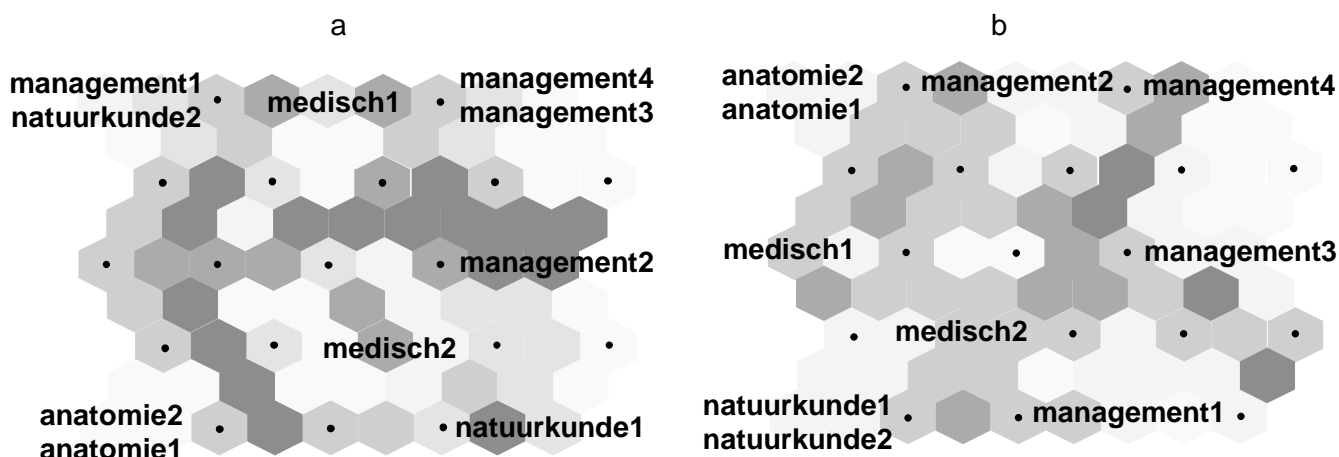 a
management1
natuurkunde2
medisch1
management4
management3
management2
medisch2
anatomie2
anatomie1
natuurkunde1
b
anatomie2
anatomie1
management2
management4
medisch1
management3
medisch2
natuurkunde1
natuurkunde2
management1